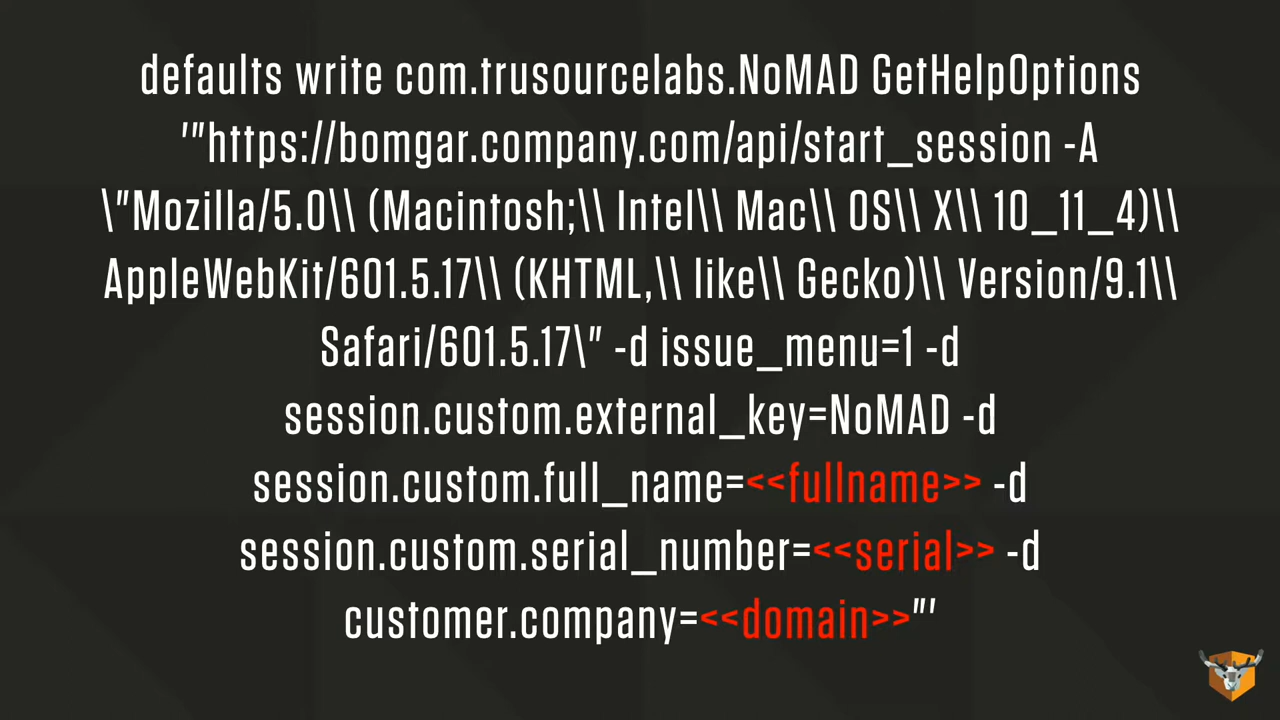 defaults write com.trusourcelabs.NoMAD GetHelpOptions
'"https://bomgar.company.com/api/start_session -A
\"Mozilla/5.0\\ (Macintosh;\\ Intel\\ Mac\\ OS\\ X\\ 10_11_4)\\
AppleWebKit/601.5.17\\ (KHTML,\\ like\\ Gecko)\\ Version/9.1\\
Safari/601.5.17\" -d issue_menu=1 -d
session.custom.external_key=NoMAD -d
session.custom.full_name=<<fullname>> -d
session.custom.serial_number=<<serial>> -d
customer.company=<<domain>>"'